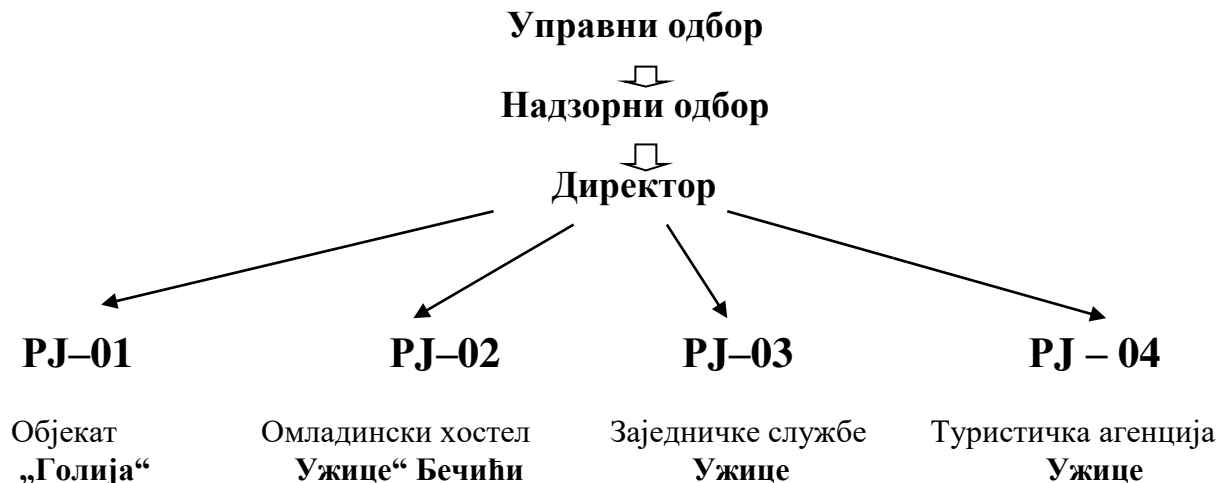 Управни одбор
Надзорни одбор
Директор
РЈ–01 РЈ–02 РЈ–03 РЈ – 04
Објекат Омладински хостел Заједничке службе Туристичка агенција
„Голија“ Ужице“ Бечићи Ужице Ужице